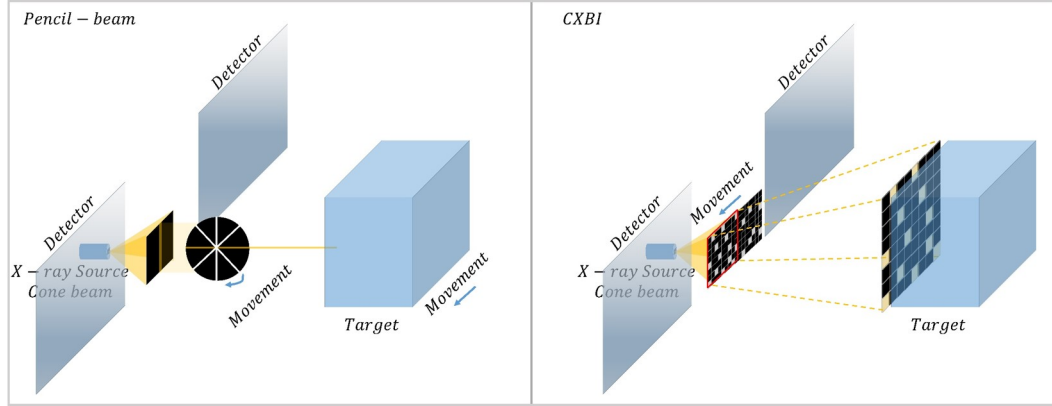 Pencil – beam
Detector
Detector
X – ray Source
Cone beam
Movement
Movement
Target
CXBI
Detector
Detector
Movement
X – ray Source
Cone beam
Target